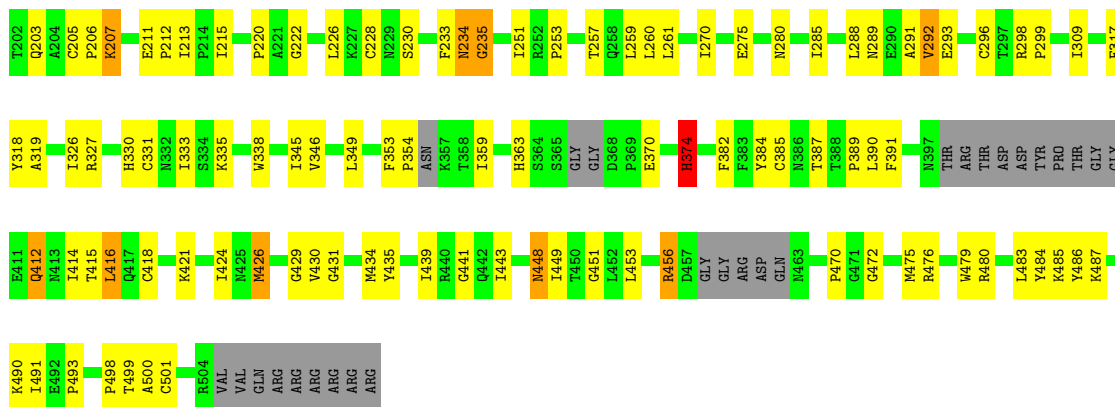 T202 Q203 A204 C205 P206 K207 E211 P212 I213 P214 I215 P220 A221 G222 L226 K227 C228 N229 S230 F233 N234 G235 I251 R252 P253 T257 Q258 L259 L260 L261 I270 E275 N280 I285 L288 N289 E290 A291 V292 E293 C296 T297 R298 P299 I309
Y318 A319 I326 R327 H330 C331 N332 I333 S334 K335 W338 I345 V346 L349 F353 P354 ASN K357 T358 I359 H363 S364 S365 GLY GLY D368 P369 E370 H374 F382 F383 Y384 C385 N386 T387 T388 P389 L390 F391 N397 THR ARG THR ASP ASP TYR PRO THR GLY
E411 Q412 N413 I414 T415 L416 Q417 C418 K421 I424 N425 M426 G429 V430 G431 M434 Y435 I439 R440 G441 Q442 I443 N448 I449 T450 G451 L452 L453 R456 D457 GLY GLY ARG ASP GLN N463 P470 G471 G472 M475 R476 W479 R480 L483 Y484 K485 Y486 K487
K490 I491 E492 P493 P498 T499 A500 C501 R504 VAL VAL GLN ARG ARG ARG ARG ARG ARG